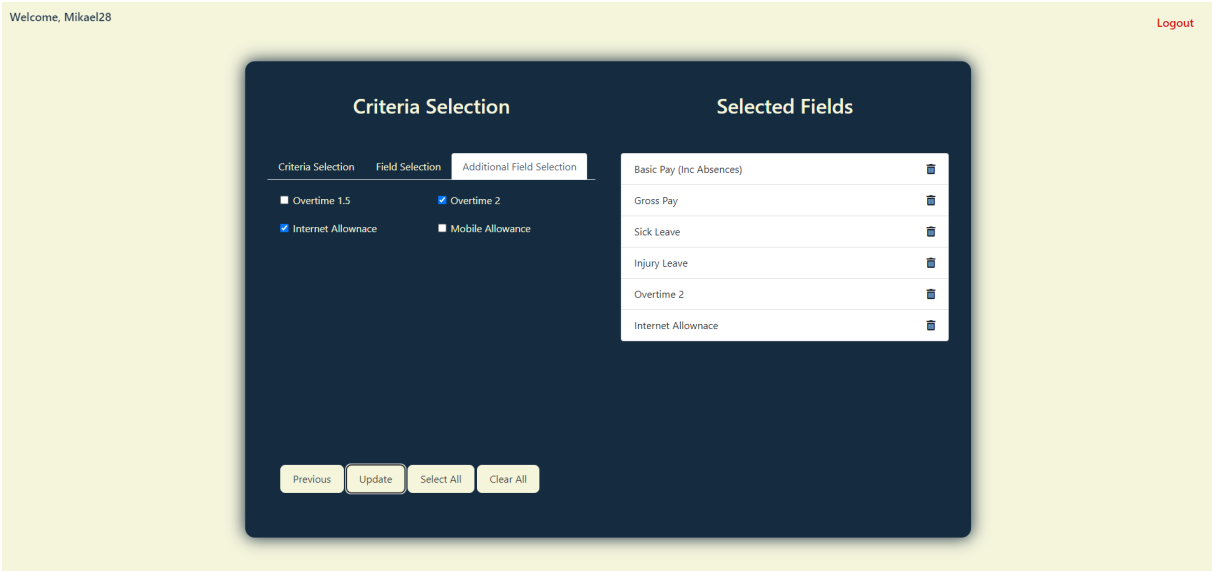 Welcome, Mikael28
Logout
Criteria Selection
Selected Fields
Criteria Selection Field Selection Additional Field Selection
Overtime 1.5 Overtime 2
Internet Allownace Mobile Allowance
Basic Pay (Inc Absences)
Gross Pay
Sick Leave
Injury Leave
Overtime 2
Internet Allownace
Previous Update Select All Clear All